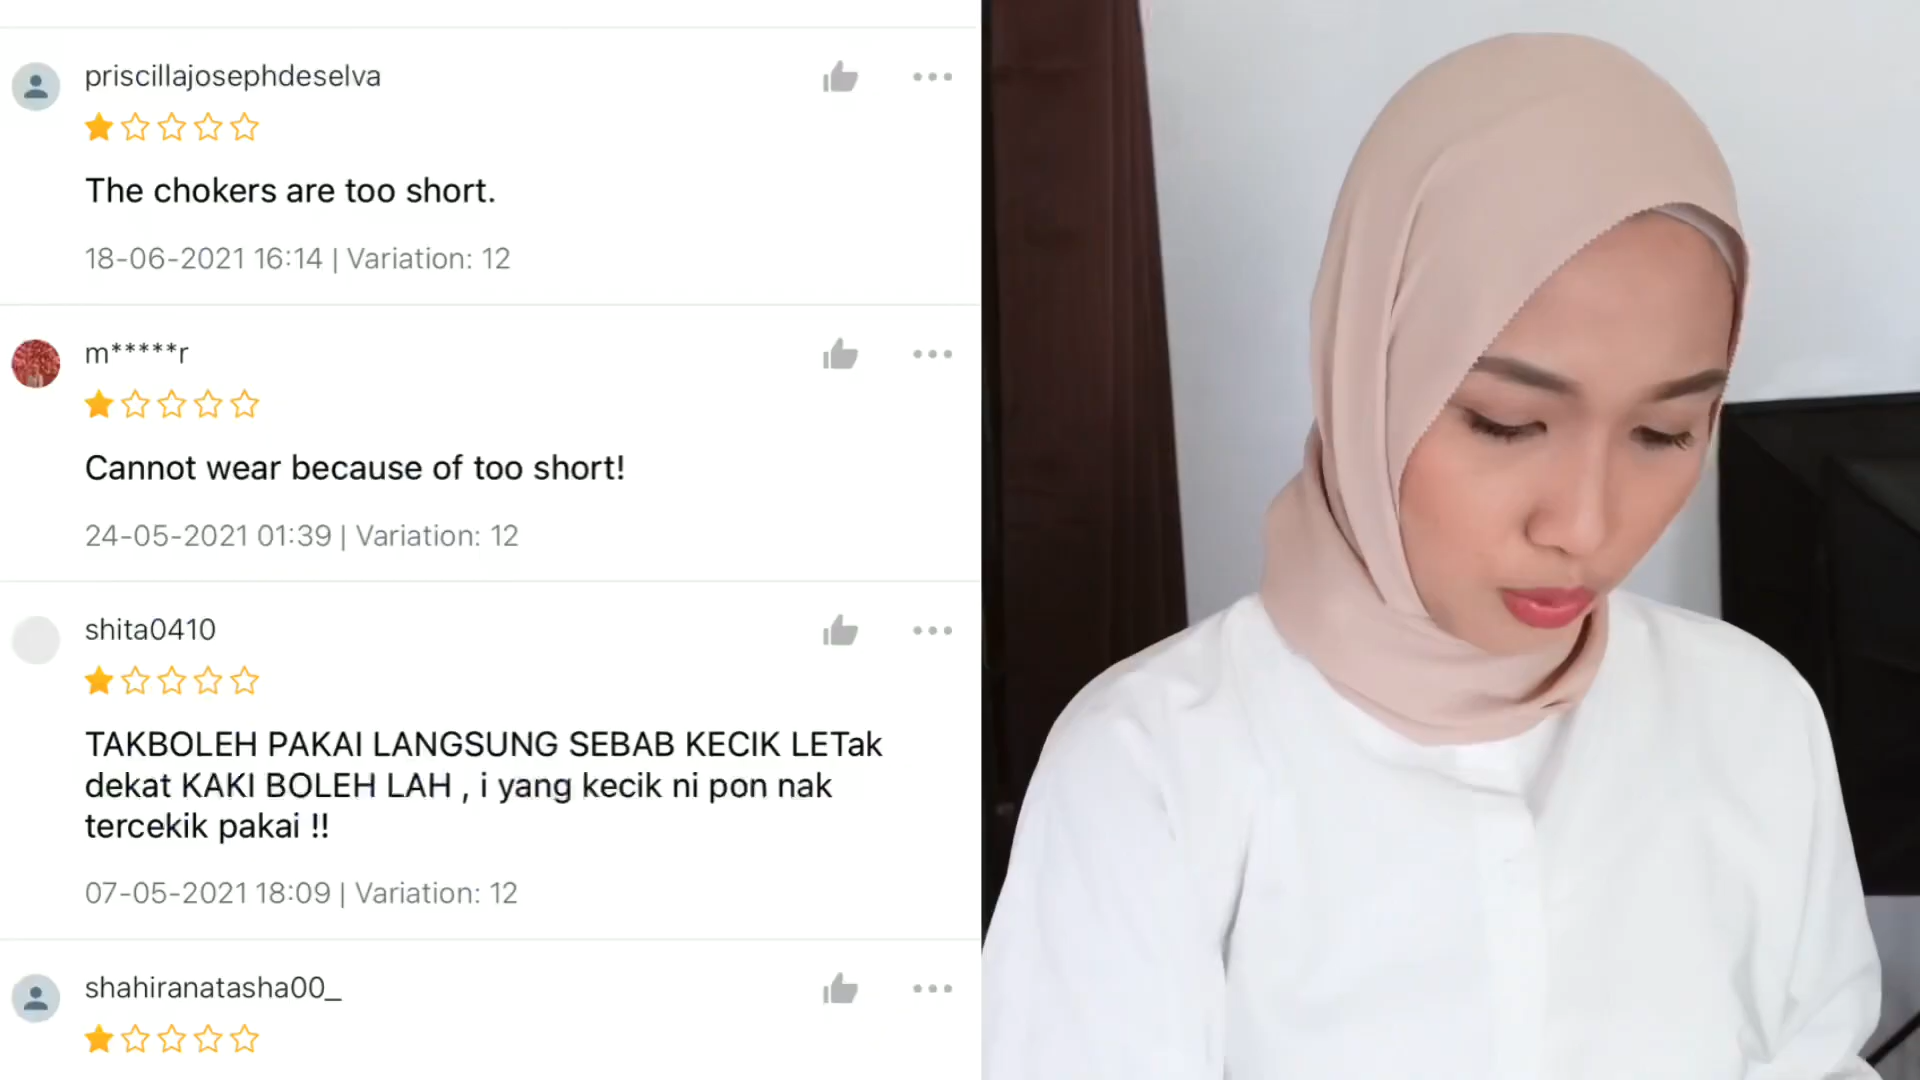 priscillajosephdeselva
The chokers are too short.
18-06-2021 16:14 | Variation: 12
m*****r
Cannot wear because of too short!
24-05-2021 01:39 | Variation: 12
shita0410
TAKBOLEH PAKAI LANGSUNG SEBAB KECIK LETak
dekat KAKI BOLEH LAH , i yang kecik ni pon nak
tercekik pakai !!
07-05-2021 18:09 | Variation: 12
shahiranatasha00_